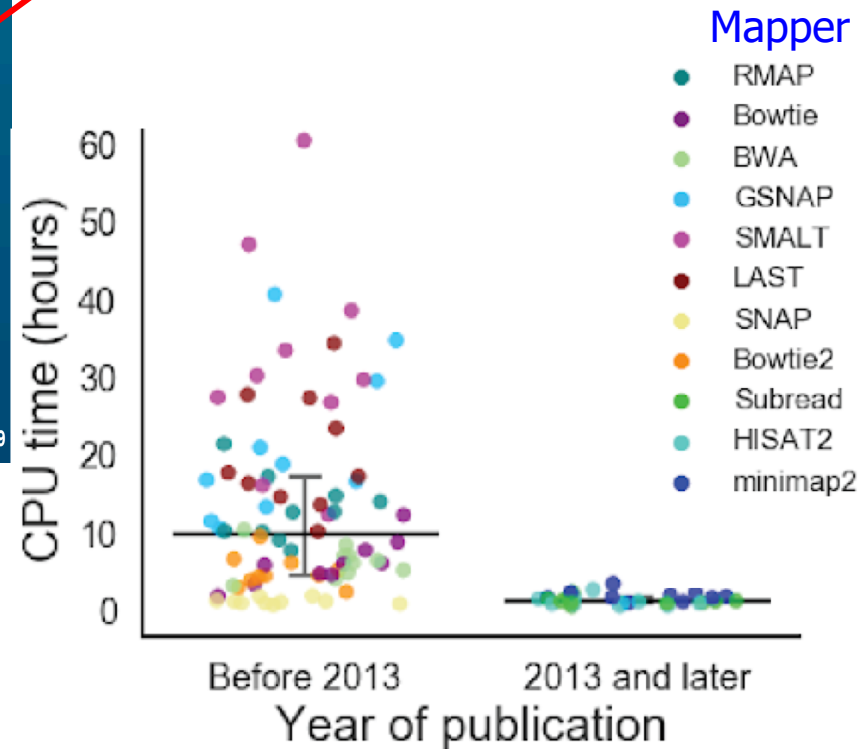 Mapper
RMAP
Bowtie
BWA
GSNAP
SMALT
LAST
SNAP
Bowtie2
Subread
HISAT2
minimap2
CPU time (hours)
60
50
40
30
20
10
0
9
Before 2013
2013 and later
Year of publication